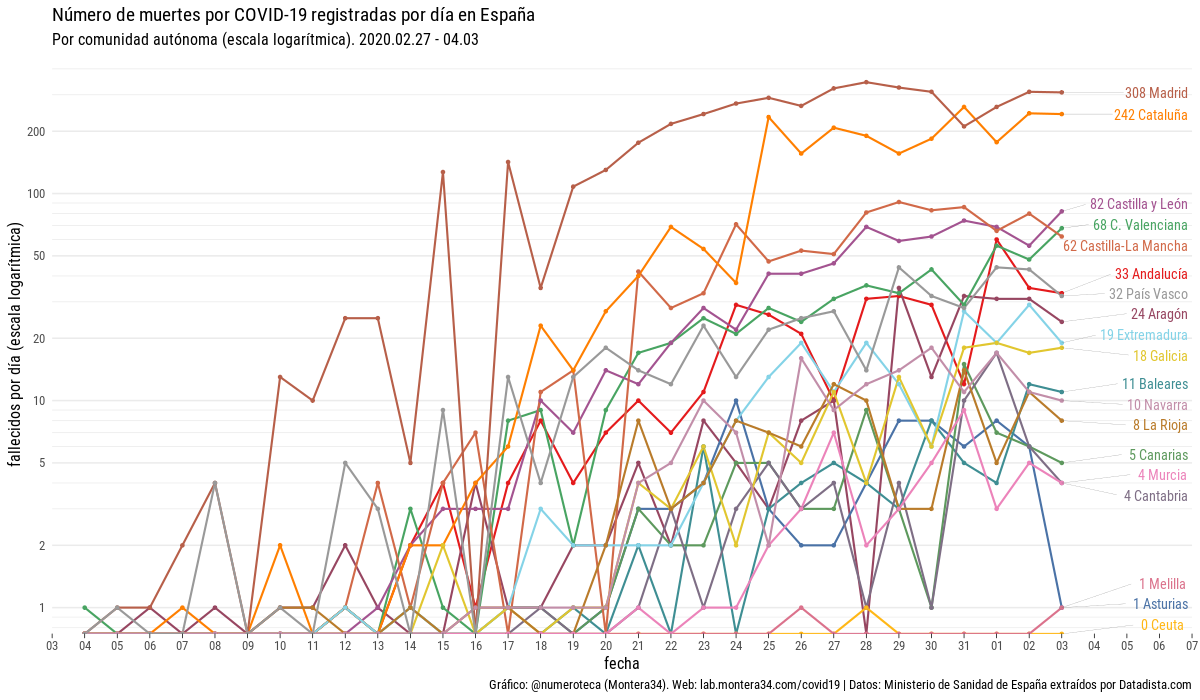 Número de muertes por COVID-19 registradas por día en España
Por comunidad autónoma (escala logarítmica). 2020.02.27 - 04.03
fallecidos por día (escala logarítmica)
200
100
50
20
10
5
2
1
308 Madrid
242 Cataluña
82 Castilla y León
68 C. Valenciana
62 Castilla-La Mancha
33 Andalucía
32 País Vasco
24 Aragón
19 Extremadura
18 Galicia
11 Baleares
10 Navarra
8 La Rioja
5 Canarias
4 Murcia
4 Cantabria
1 Melilla
1 Asturias
0 Ceuta
03 04 05 06 07 08 09 10 11 12 13 14 15 16 17 18 19 20 21 22 23 24 25 26 27 28 29 30 31 01 02 03 04 05 06 07
fecha
Gráfico: @numeroteca (Montera34). Web: lab.montera34.com/covid19 | Datos: Ministerio de Sanidad de España extraídos por Datadista.com